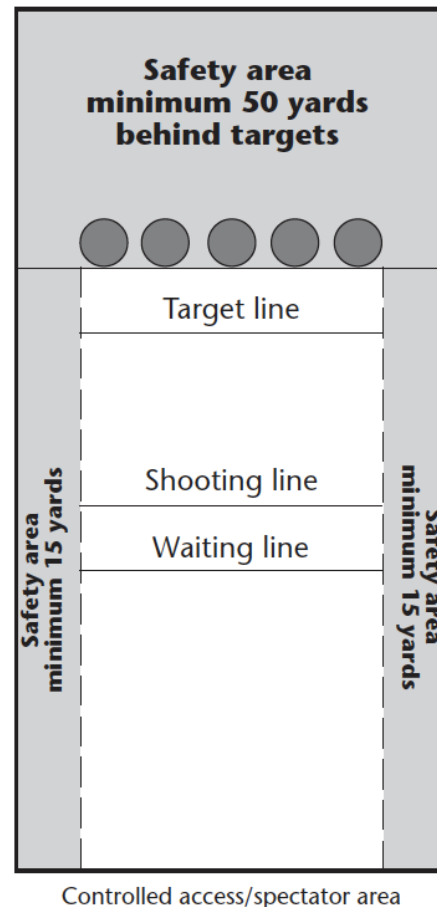 Safety area
minimum 50 yards
behind targets
Target line
Shooting line
Waiting line
Safety area
minimum 15 yards
Safety area
minimum 15 yards
Controlled access/spectator area